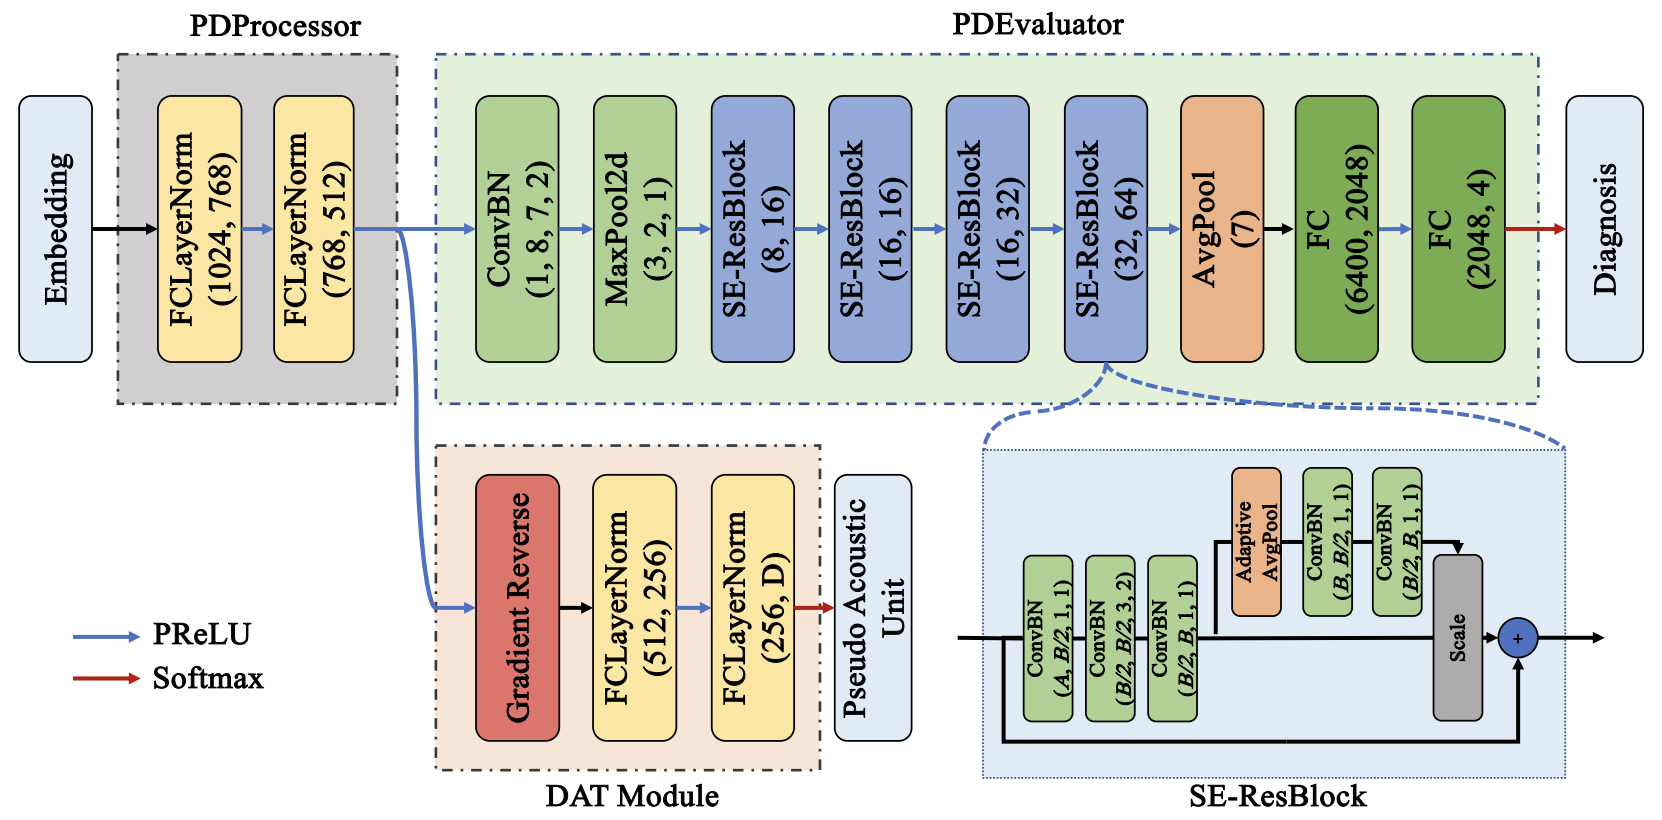 PDProcessor
PDEvaluator
Embedding
FCLayerNorm
(1024, 768)
FCLayerNorm
(768, 512)
ConvBN
(1, 8, 7, 2)
MaxPool2d
(3, 2, 1)
SE-ResBlock
(8, 16)
SE-ResBlock
(16, 16)
SE-ResBlock
(16, 32)
SE-ResBlock
(32, 64)
AvgPool
(7)
FC
(6400, 2048)
FC
(2048, 4)
Diagnosis
Gradient Reverse
FCLayerNorm
(512, 256)
FCLayerNorm
(256, D)
Pseudo Acoustic
Unit
DAT Module
PReLU
Softmax
ConvBN
(A, B/2, 1, 1)
ConvBN
(B/2, B/2, 3, 2)
ConvBN
(B/2, B, 1, 1)
Adaptive
AvgPool
ConvBN
(B, B/2, 1, 1)
ConvBN
(B/2, B, 1, 1)
Scale
+
SE-ResBlock